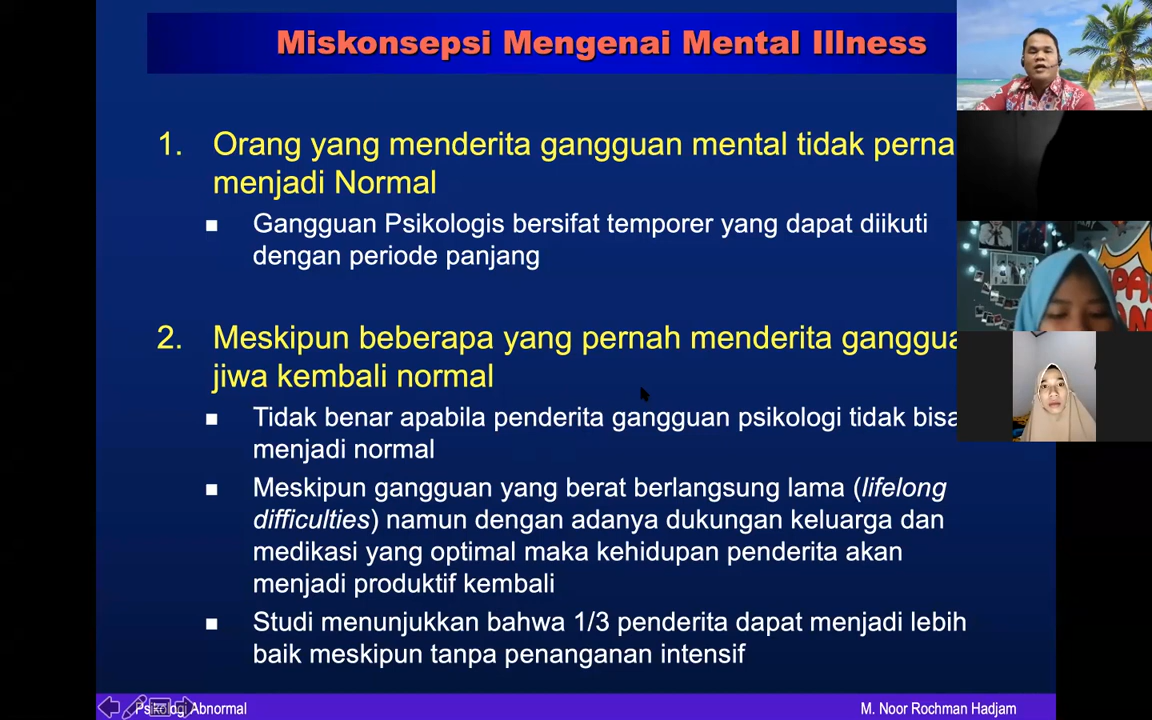 Miskonsepsi Mengenai Mental Illness
1. Orang yang menderita gangguan mental tidak perna
menjadi Normal
Gangguan Psikologis bersifat temporer yang dapat diikuti
dengan periode panjang
2. Meskipun beberapa yang pernah menderita ganggua
jiwa kembali normal
Tidak benar apabila penderita gangguan psikologi tidak bisa
menjadi normal
Meskipun gangguan yang berat berlangsung lama (lifelong
difficulties) namun dengan adanya dukungan keluarga dan
medikasi yang optimal maka kehidupan penderita akan
menjadi produktif kembali
Studi menunjukkan bahwa 1/3 penderita dapat menjadi lebih
baik meskipun tanpa penanganan intensif
Psikologi Abnormal
M. Noor Rochman Hadjam